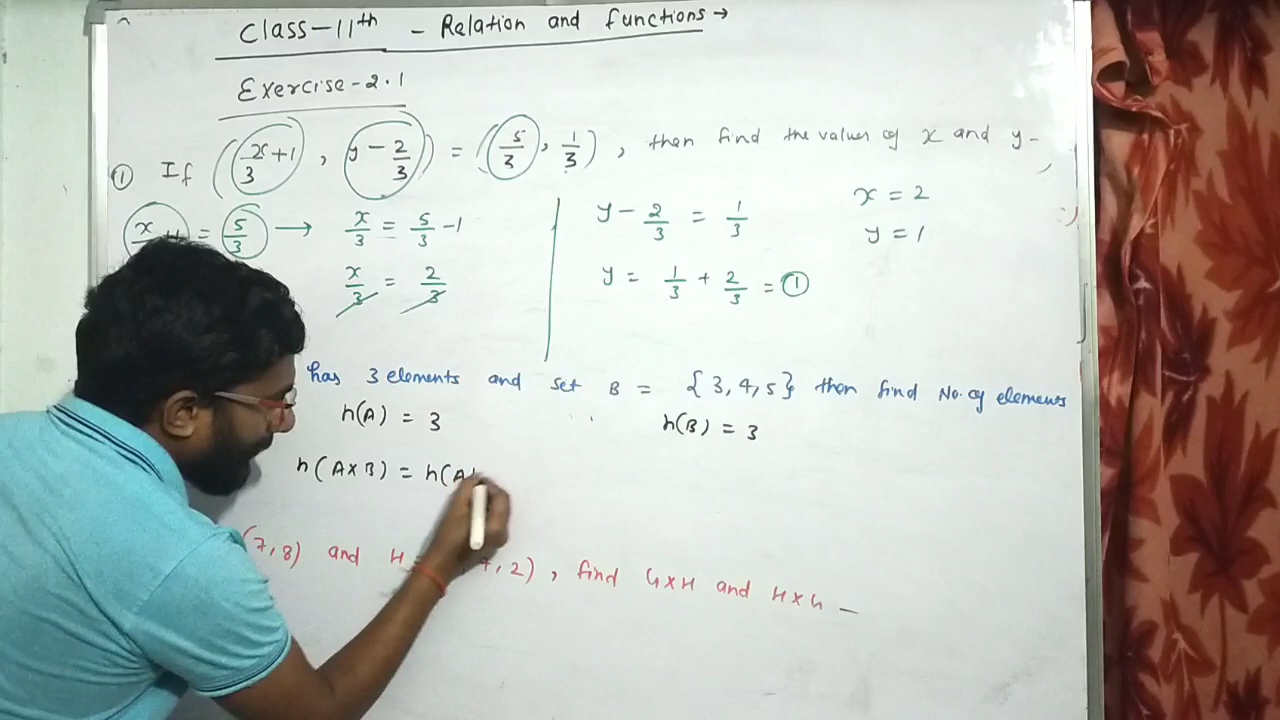 Class-11th - Relation and functions →
Exercise-2.1
① If (x/3+1, y-2/3) = (5/3, 1/3), then find the values of x and y-
x = 5/3 → x/3 = 5/3 -1
x/3 = 2/3
y - 2/3 = 1/3
y = 1/3 + 2/3 = ①
x = 2
y = 1
has 3 elements and set B = {3,4,5} then find No. of elements
n(A) = 3
n(B) = 3
n(A×B) = n(A)
(7,8) and H = 7,2), find G×H and H×G -